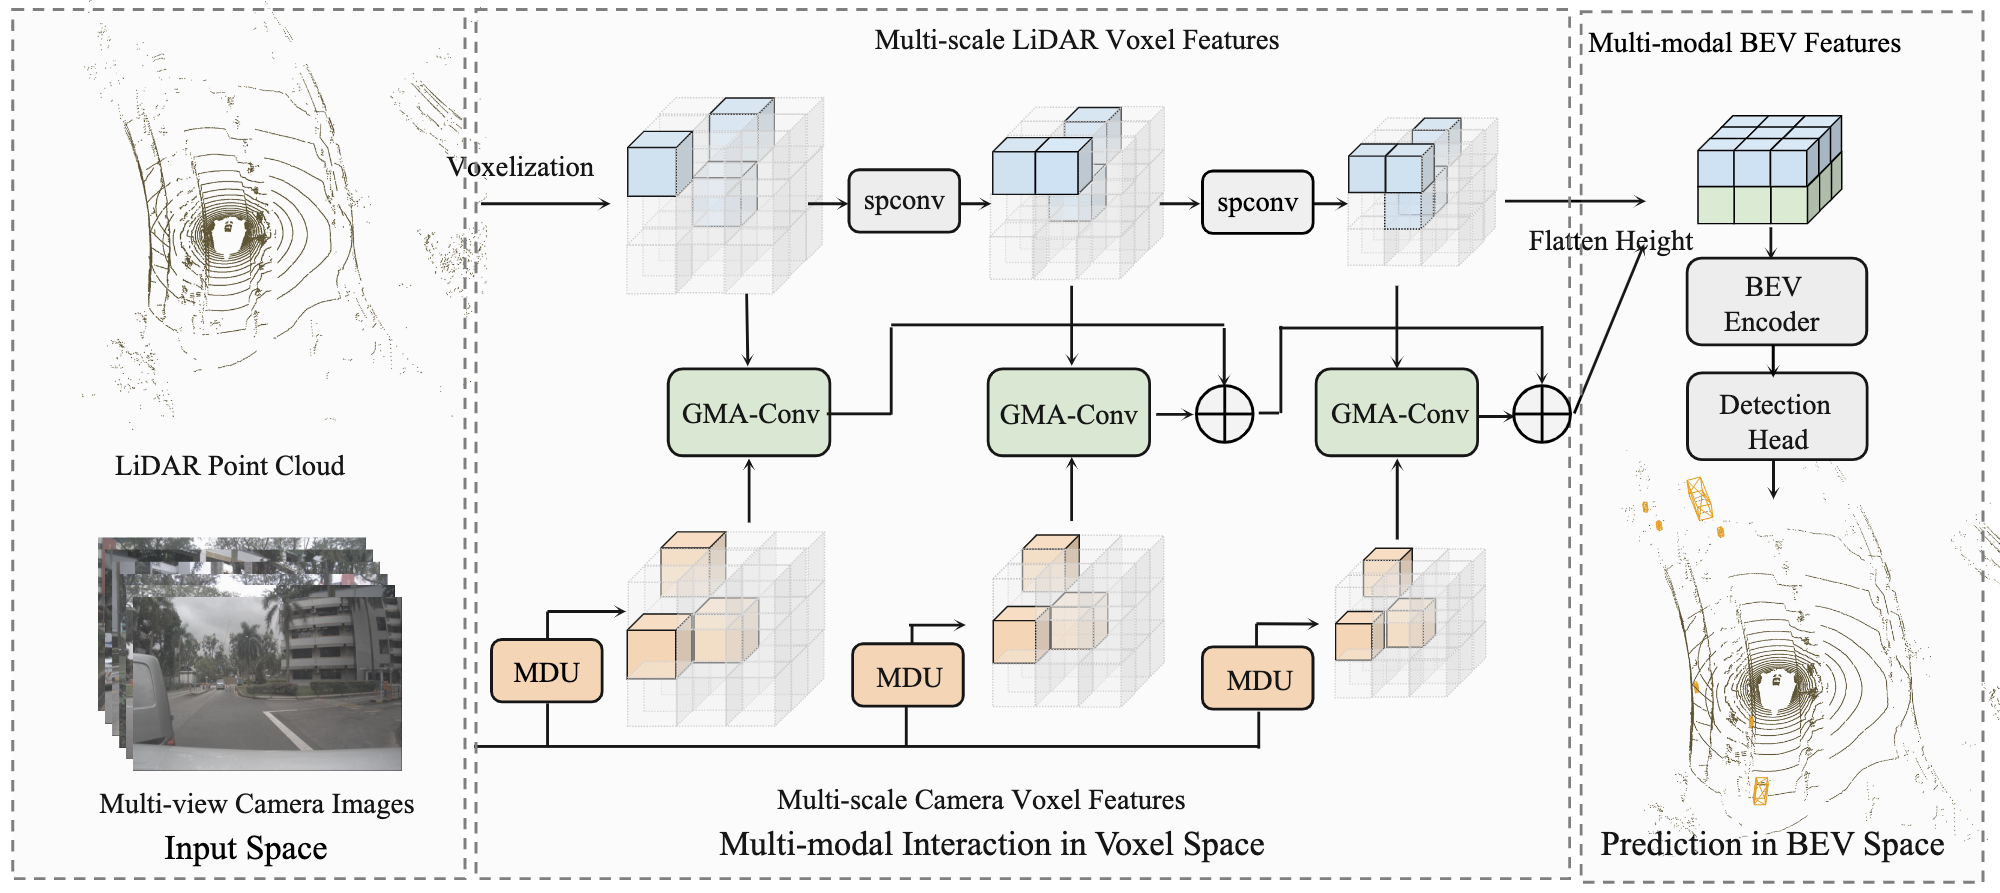 Multi-scale LiDAR Voxel Features
Multi-modal BEV Features
Voxelization
spconv
spconv
Flatten Height
BEV
Encoder
GMA-Conv
GMA-Conv
GMA-Conv
Detection
Head
LiDAR Point Cloud
MDU
MDU
MDU
Multi-view Camera Images
Multi-scale Camera Voxel Features
Input Space
Multi-modal Interaction in Voxel Space
Prediction in BEV Space